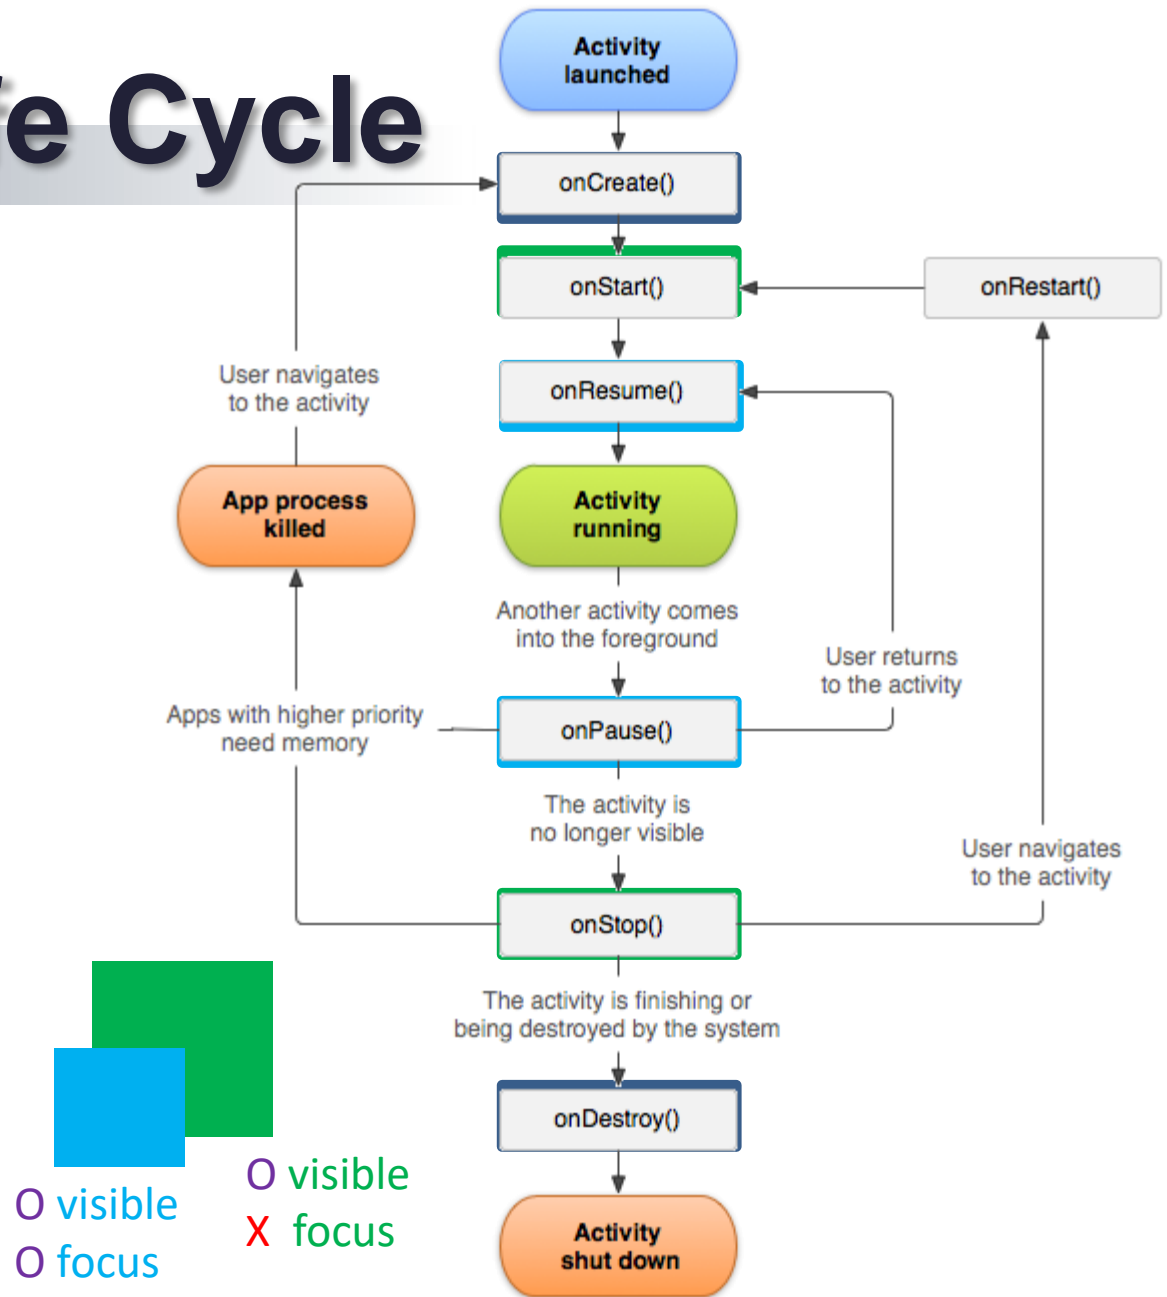 fe Cycle
Activity
launched
onCreate()
onStart()
onRestart()
onResume()
User navigates
to the activity
App process
killed
Activity
running
Another activity comes
into the foreground
User returns
to the activity
Apps with higher priority
need memory
onPause()
The activity is
no longer visible
User navigates
to the activity
onStop()
The activity is finishing or
being destroyed by the system
onDestroy()
Activity
shut down
O visible
O focus
O visible
X focus